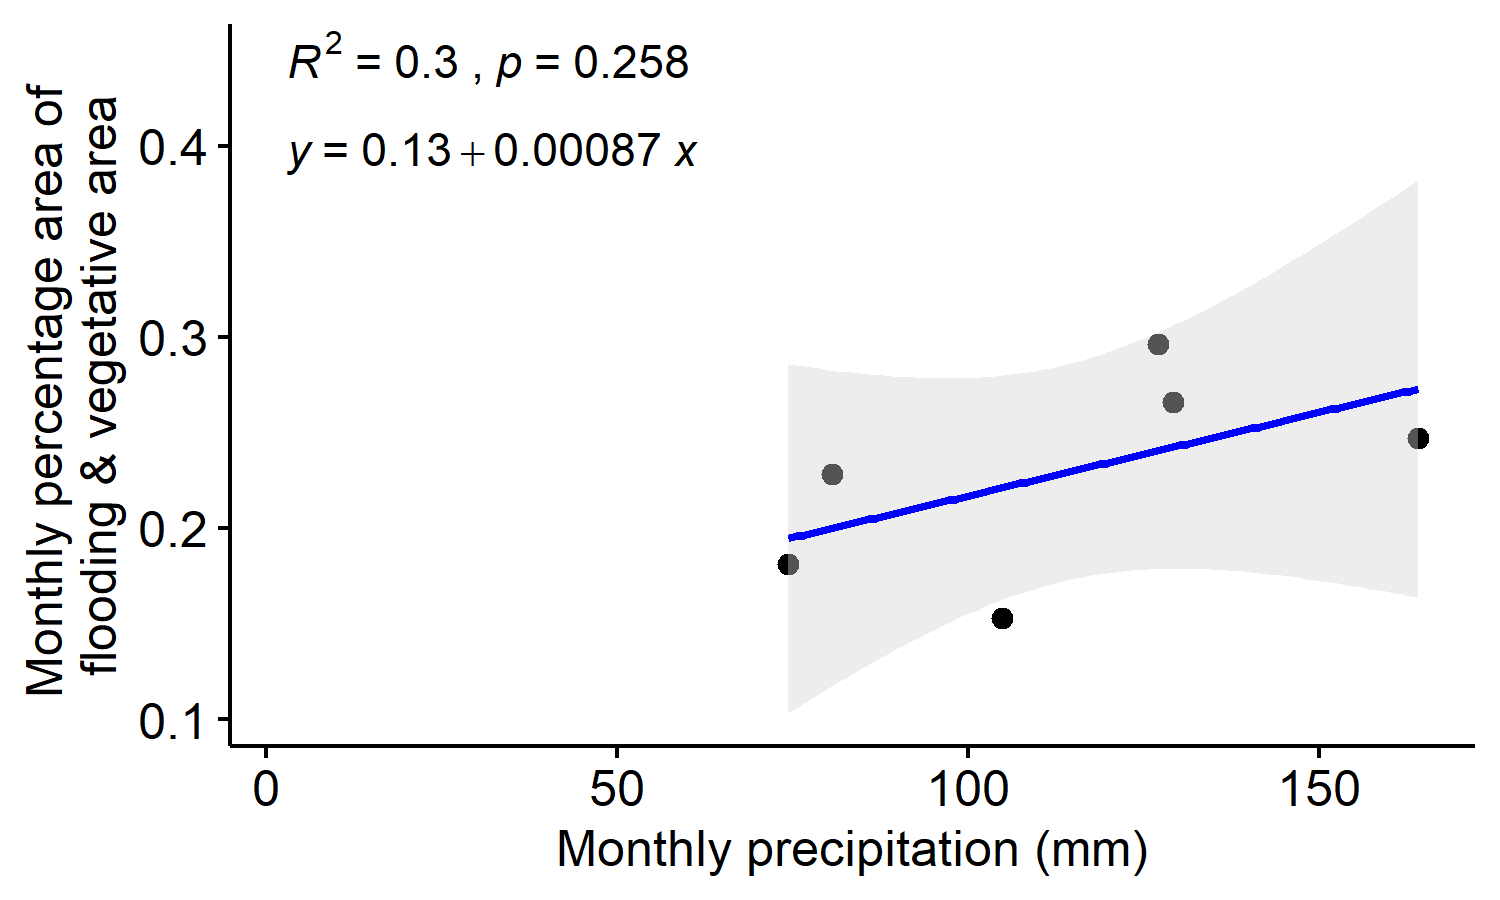 R² = 0.3 , p = 0.258
y = 0.13 + 0.00087 x
Monthly percentage area of
flooding & vegetative area
0.4
0.3
0.2
0.1
0 50 100 150
Monthly precipitation (mm)